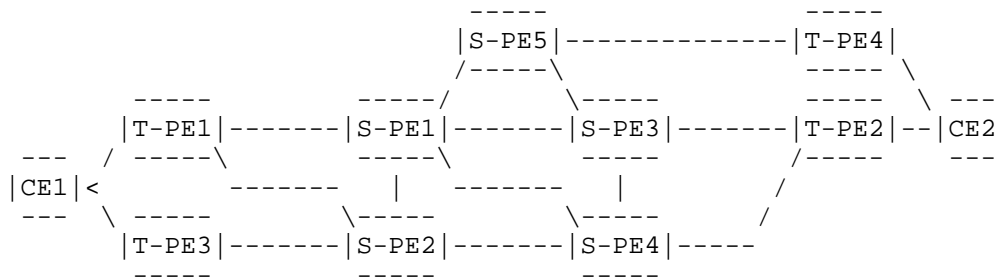 S-PE5 T-PE4
T-PE1 S-PE1 S-PE3 T-PE2 CE2
CE1
T-PE3 S-PE2 S-PE4